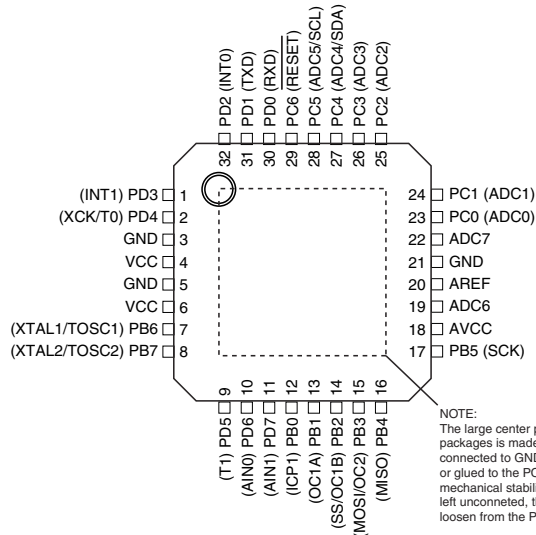 PD2 (INT0)
PD1 (TXD)
PD0 (RXD)
PC6 (RESET)
PC5 (ADC5/SCL)
PC4 (ADC4/SDA)
PC3 (ADC3)
PC2 (ADC2)
32
31
30
29
28
27
26
25
(INT1) PD3 1
(XCK/T0) PD4 2
GND 3
VCC 4
GND 5
VCC 6
(XTAL1/TOSC1) PB6 7
(XTAL2/TOSC2) PB7 8
24 PC1 (ADC1)
23 PC0 (ADC0)
22 ADC7
21 GND
20 AREF
19 ADC6
18 AVCC
17 PB5 (SCK)
9
10
11
12
13
14
15
16
(T1) PD5
(AIN0) PD6
(AIN1) PD7
(ICP1) PB0
(OC1A) PB1
(SS/OC1B) PB2
(MOSI/OC2) PB3
(MISO) PB4
NOTE:
The large center
packages is made
connected to GND
or glued to the
mechanical
left unconneted,
loosen from the